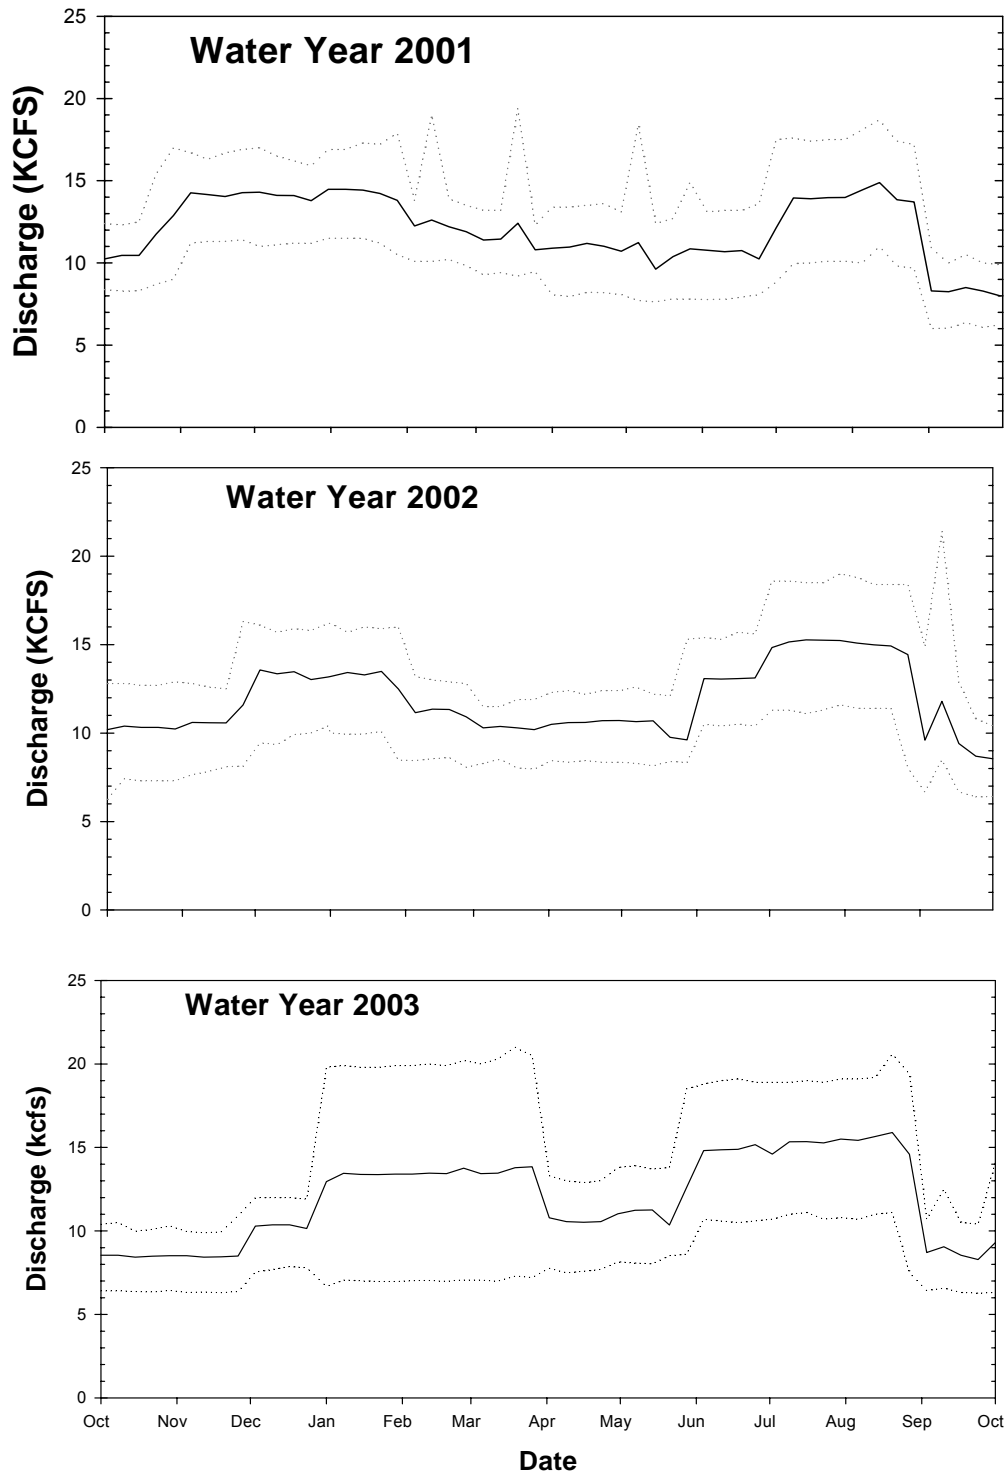 Water Year 2001
Discharge (KCFS)
25
20
15
10
5
0
Water Year 2002
Discharge (KCFS)
25
20
15
10
5
0
Water Year 2003
Discharge (kcfs)
25
20
15
10
5
0
Oct Nov Dec Jan Feb Mar Apr May Jun Jul Aug Sep Oct
Date